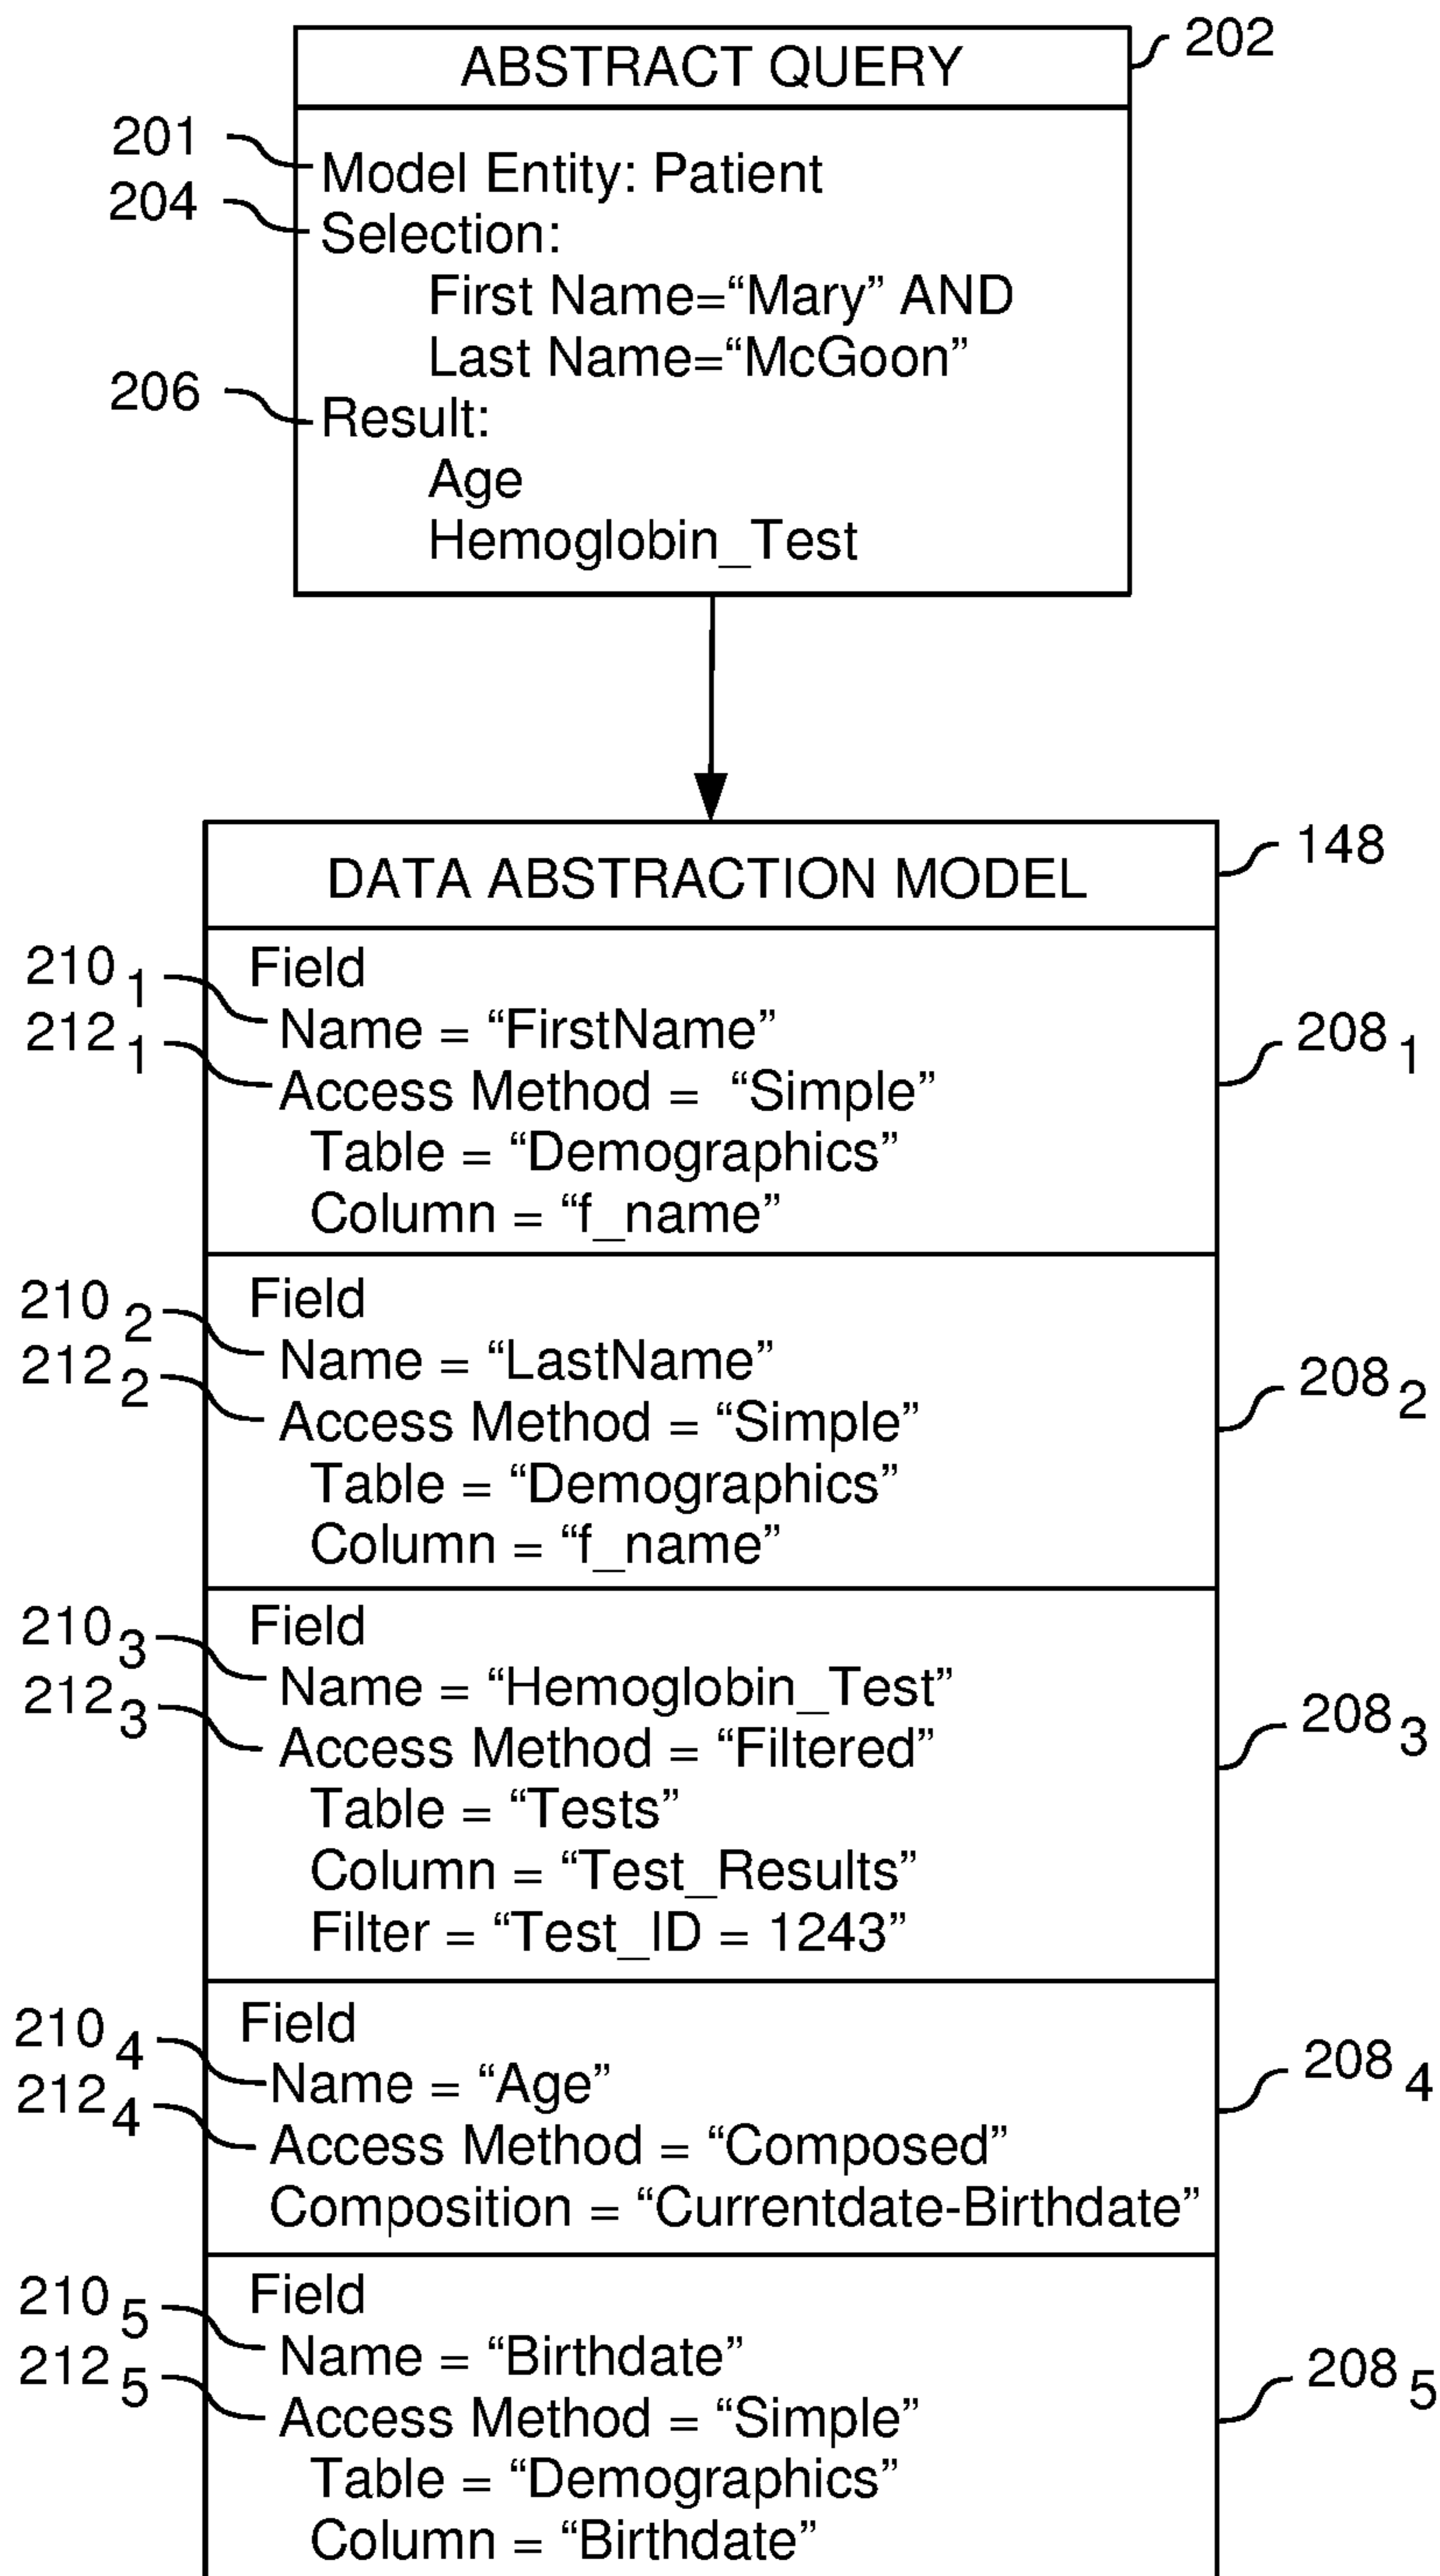 ABSTRACT QUERY
202
201
Model Entity: Patient
204
Selection:
First Name=“Mary” AND
Last Name=“McGoon”
206
Result:
Age
Hemoglobin_Test
DATA ABSTRACTION MODEL
148
Field
210 1
Name = “FirstName”
212 1
Access Method = “Simple”
208 1
Table = “Demographics”
Column = “f_name”
Field
210 2
Name = “LastName”
212 2
Access Method = “Simple”
208 2
Table = “Demographics”
Column = “f_name”
Field
210 3
Name = “Hemoglobin_Test”
212 3
Access Method = “Filtered”
208 3
Table = “Tests”
Column = “Test_Results”
Filter = “Test_ID = 1243”
Field
210 4
Name = “Age”
212 4
Access Method = “Composed”
208 4
Composition = “Currentdate-Birthdate”
Field
210 5
Name = “Birthdate”
212 5
Access Method = “Simple”
208 5
Table = “Demographics”
Column = “Birthdate”